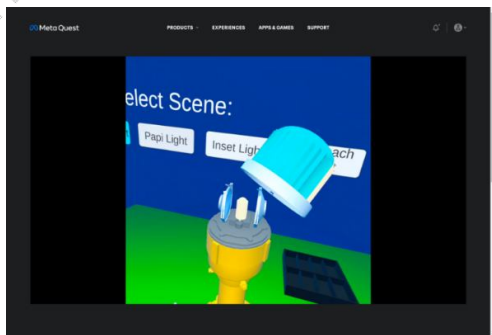 Meta Quest
PRODUCTS
EXPERIENCES
APPS & GAMES
SUPPORT
elect Scene:
Papi Light
Inset Ligh
ach